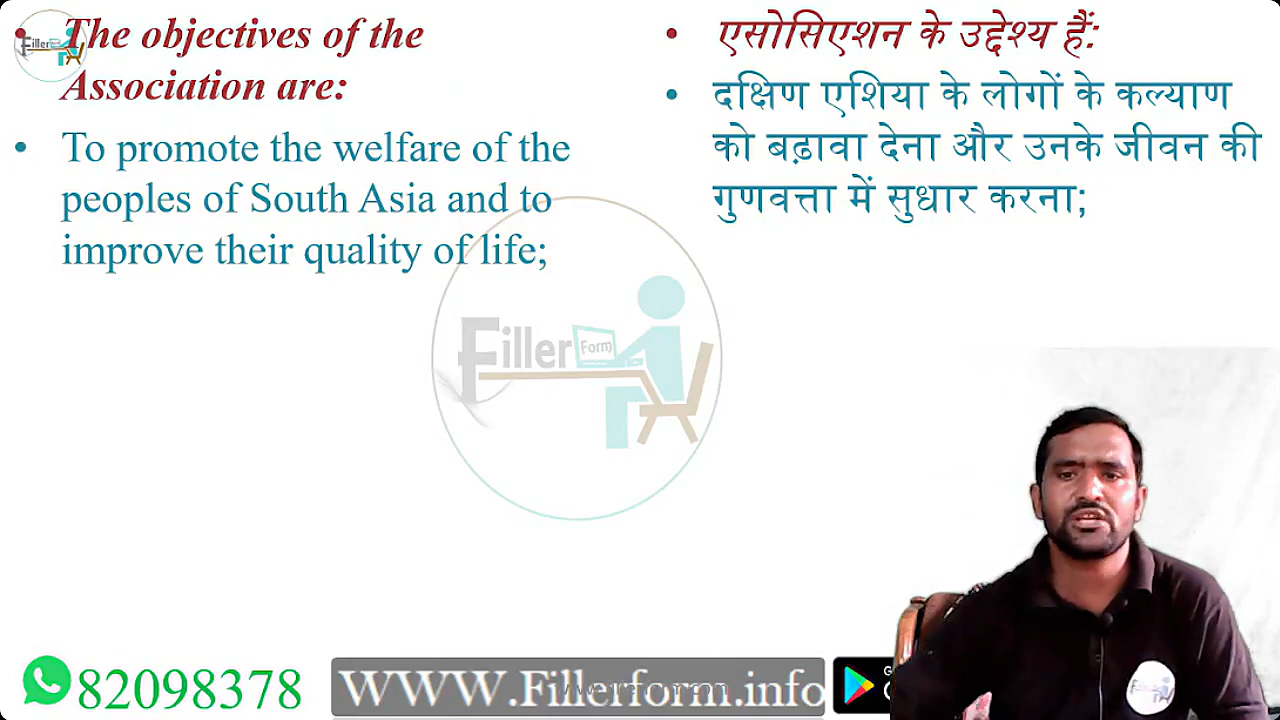 The objectives of the
Association are:
To promote the welfare of the
peoples of South Asia and to
improve their quality of life;
एसोसिएशन के उद्देश्य हैं:
दक्षिण एशिया के लोगों के कल्याण
को बढ़ावा देना और उनके जीवन की
गुणवत्ता में सुधार करना;
Filler Form
82098378
WWW.Fillerform.info